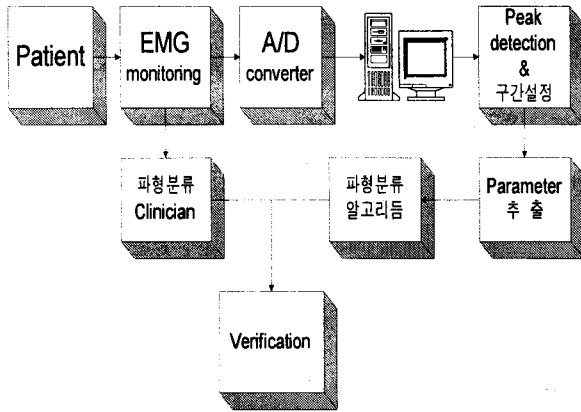 Patient
EMG
monitoring
A/D
converter
Peak
detection
&
구간설정
파형분류
Clinician
파형분류
알고리듬
Parameter
추 출
Verification